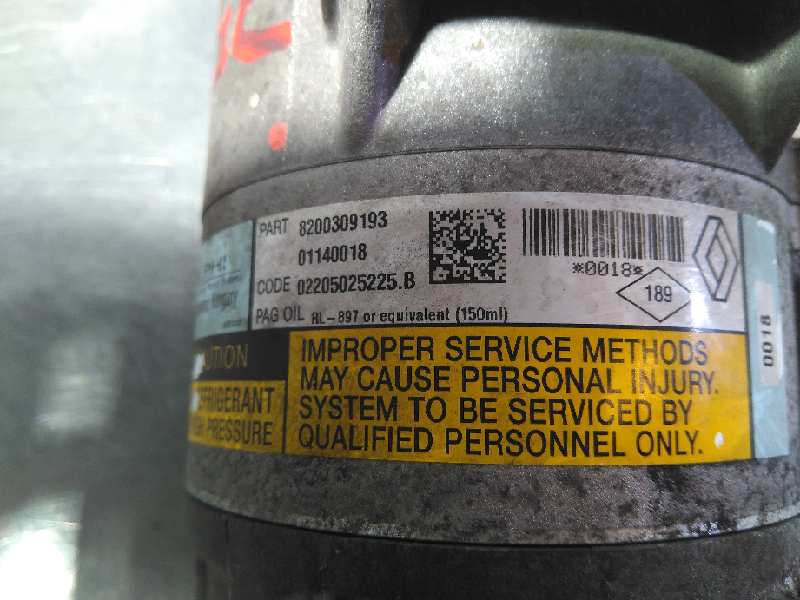 PART 8200309193
01140018
CODE 02205025225.B
PAG OIL RL-897 or equivalent (150ml)
*0018*
189
0018
UTION
FRIGERANT
PRESSURE
IMPROPER SERVICE METHODS
MAY CAUSE PERSONAL INJURY.
SYSTEM TO BE SERVICED BY
QUALIFIED PERSONNEL ONLY.